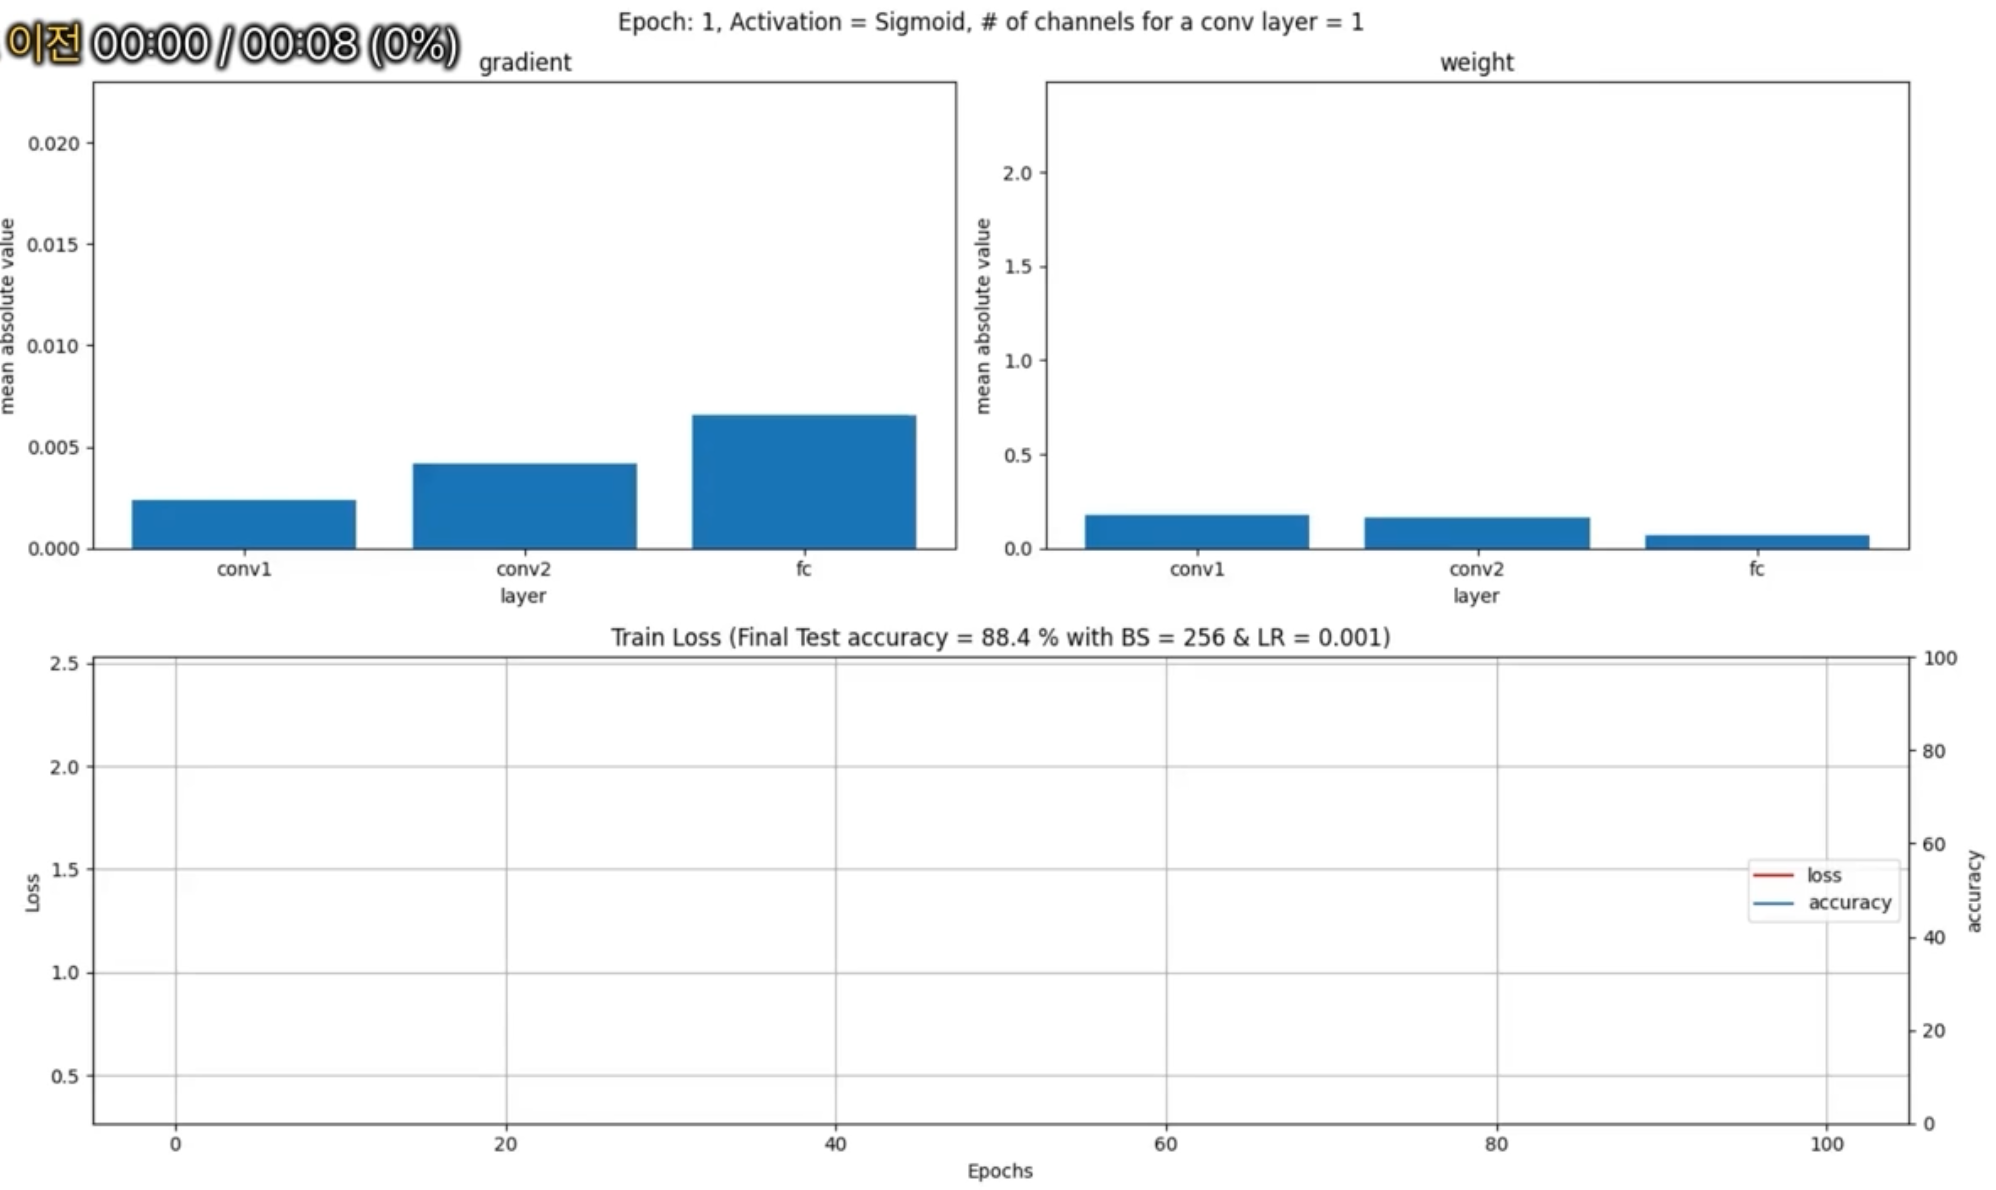 Epoch: 1, Activation = Sigmoid, # of channels for a conv layer = 1
이전 00:00 / 00:08 (0%)
gradient
0.020
0.015
0.010
0.005
0.000
mean absolute value
conv1 conv2 fc
layer
weight
2.0
1.5
1.0
0.5
0.0
mean absolute value
conv1 conv2 fc
layer
Train Loss (Final Test accuracy = 88.4 % with BS = 256 & LR = 0.001)
2.5
2.0
1.5
1.0
0.5
Loss
loss
accuracy
100
80
60
40
20
0
accuracy
0 20 40 60 80 100
Epochs